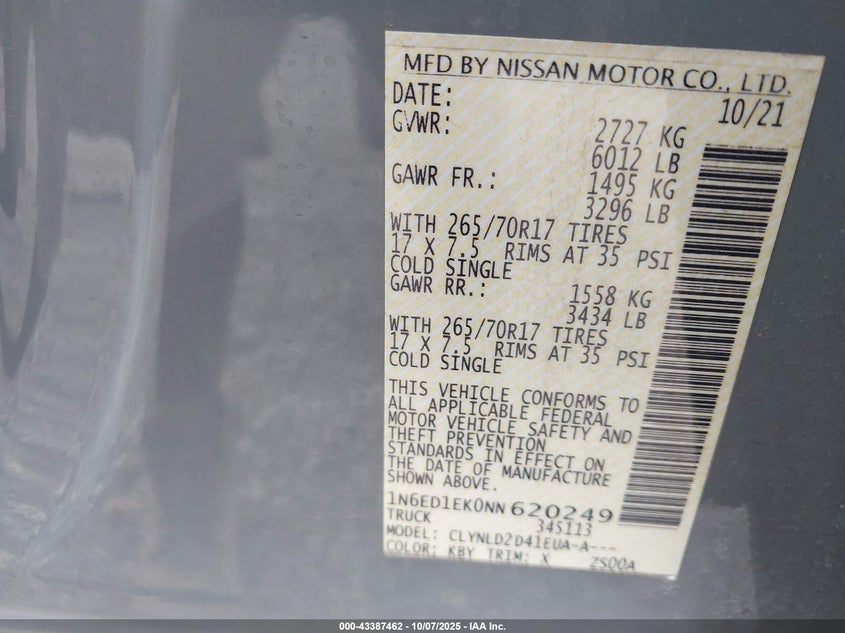 MFD BY NISSAN MOTOR CO., LTD.
DATE: 10/21
GVWR: 2727 KG
6012 LB
GAWR FR.: 1495 KG
3296 LB
WITH 265/70R17 TIRES
17 X 7.5 RIMS AT 35 PSI
COLD SINGLE
GAWR RR.: 1558 KG
3434 LB
WITH 265/70R17 TIRES
17 X 7.5 RIMS AT 35 PSI
COLD SINGLE
THIS VEHICLE CONFORMS TO
ALL APPLICABLE FEDERAL
MOTOR VEHICLE SAFETY AND
THEFT PREVENTION
STANDARDS IN EFFECT ON
THE DATE OF MANUFACTURE
SHOWN ABOVE.
1N6ED1EK0NN620249
TRUCK 345113
MODEL: CLYNLD2D41EUA-A---
COLOR: KBY TRIM: X ZS00A
000-43387462 - 10/07/2025 - IAA Inc.